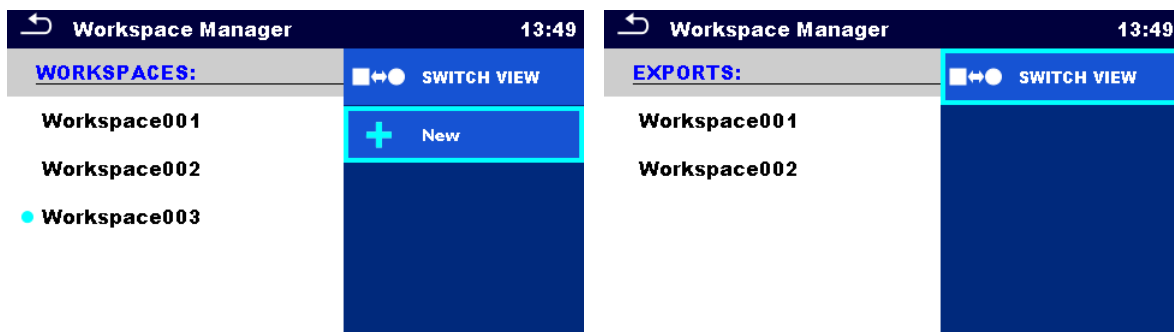 Workspace Manager 13:49
WORKSPACES:
SWITCH VIEW
Workspace001
New
Workspace002
Workspace003
Workspace Manager 13:49
EXPORTS:
SWITCH VIEW
Workspace001
Workspace002